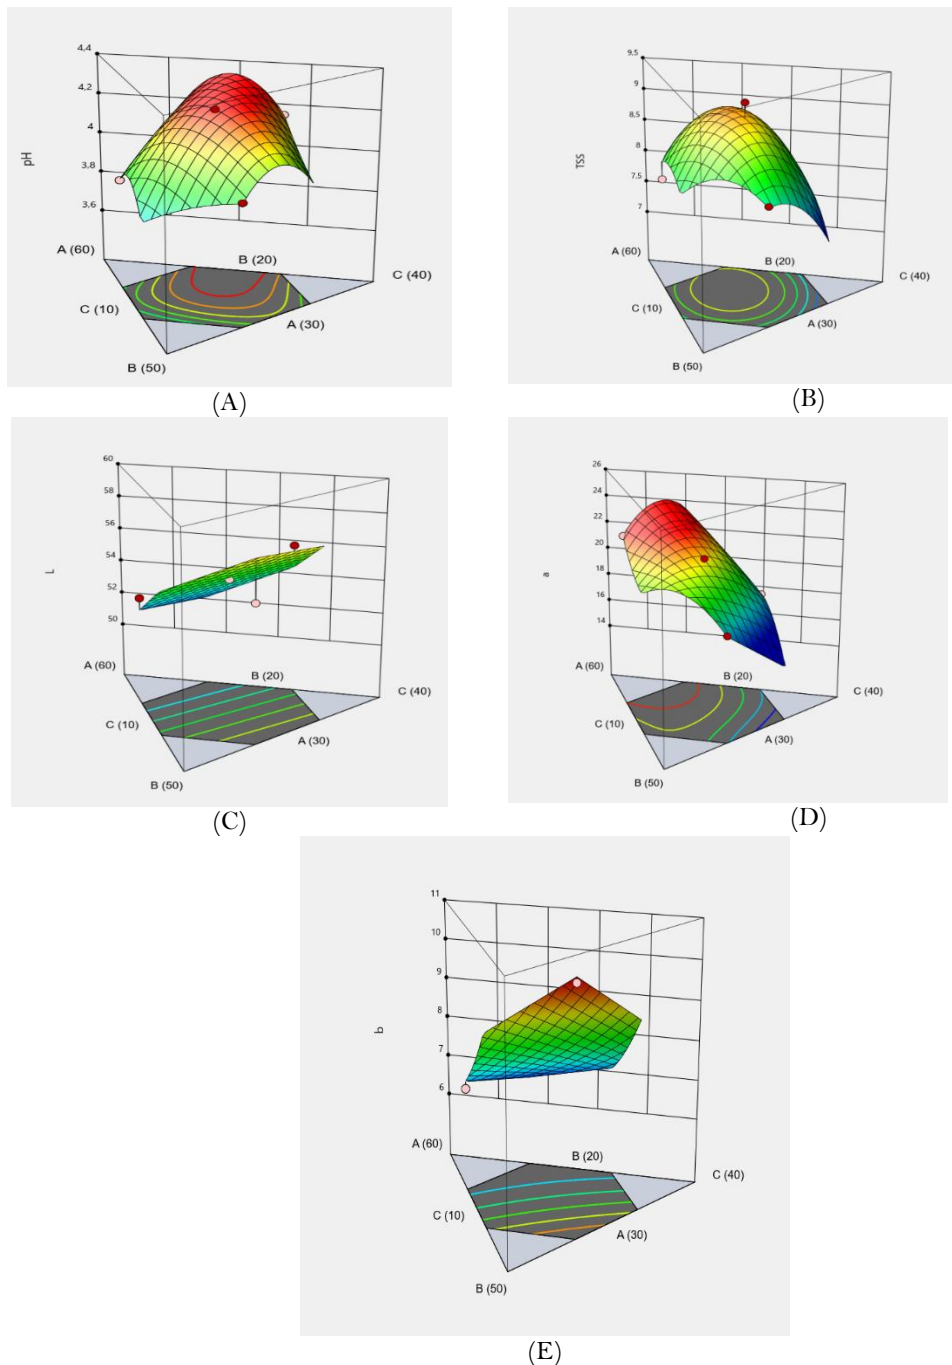 4,4
4,2
4
3,8
3,6
pH
A (60)
B (20)
C (40)
C (10)
A (30)
B (50)
(A)
9,5
9
8,5
8
7,5
7
TSS
A (60)
B (20)
C (40)
C (10)
A (30)
B (50)
(B)
60
58
56
54
52
50
L
A (60)
B (20)
C (40)
C (10)
A (30)
B (50)
(C)
26
24
22
20
18
16
14
a
A (60)
B (20)
C (40)
C (10)
A (30)
B (50)
(D)
11
10
9
8
7
6
b
A (60)
B (20)
C (40)
C (10)
A (30)
B (50)
(E)